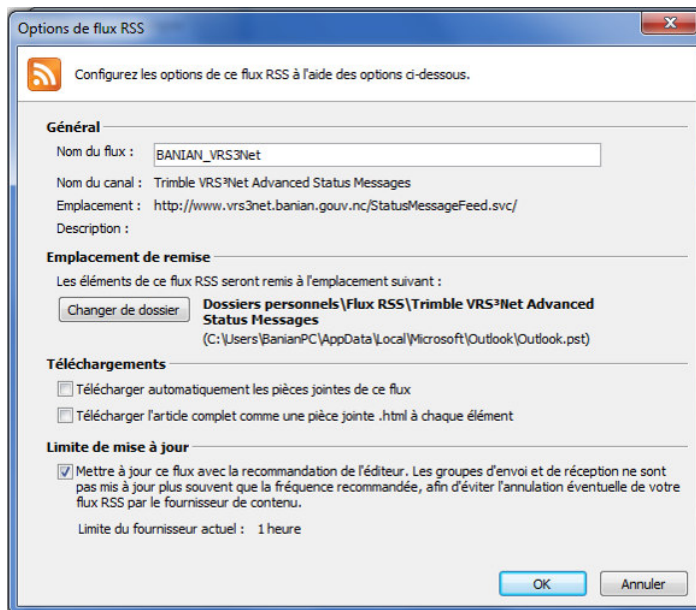 Options de flux RSS
Configurez les options de ce flux RSS à l'aide des options ci-dessous.
Général
Nom du flux : BANIAN_VRS3Net
Nom du canal : Trimble VRS³Net Advanced Status Messages
Emplacement : http://www.vrs3net.banian.gouv.nc/StatusMessageFeed.svc/
Description :
Emplacement de remise
Les éléments de ce flux RSS seront remis à l'emplacement suivant :
Changer de dossier
Dossiers personnels\Flux RSS\Trimble VRS³Net Advanced
Status Messages
(C:\Users\BanianPC\AppData\Local\Microsoft\Outlook\Outlook.pst)
Téléchargements
Télécharger automatiquement les pièces jointes de ce flux
Télécharger l'article complet comme une pièce jointe .html à chaque élément
Limite de mise à jour
Mettre à jour ce flux avec la recommandation de l'éditeur. Les groupes d'envoi et de réception ne sont
pas mis à jour plus souvent que la fréquence recommandée, afin d'éviter l'annulation éventuelle de votre
flux RSS par le fournisseur de contenu.
Limite du fournisseur actuel : 1 heure
OK Annuler